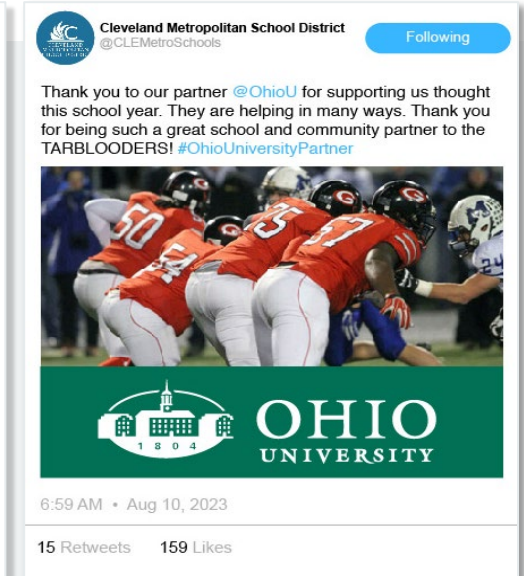 Cleveland Metropolitan School District
@CLEMetroSchools
Following
Thank you to our partner @OhioU for supporting us thought
this school year. They are helping in many ways. Thank you
for being such a great school and community partner to the
TARBLOODERS! #OhioUniversityPartner
50
54
75
57
24
1804
OHIO
UNIVERSITY
6:59 AM • Aug 10, 2023
15 Retweets 159 Likes